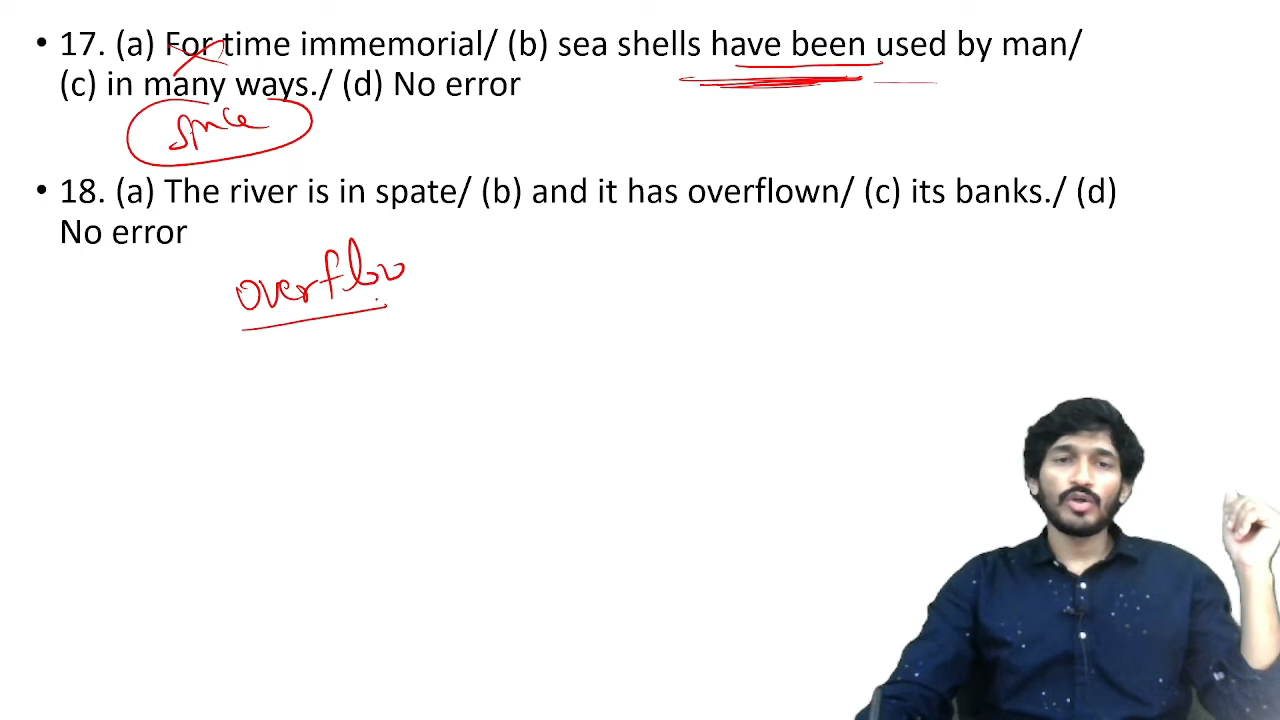 • 17. (a) For time immemorial/ (b) sea shells have been used by man/
(c) in many ways./ (d) No error
since
• 18. (a) The river is in spate/ (b) and it has overflown/ (c) its banks./ (d)
No error
overflow